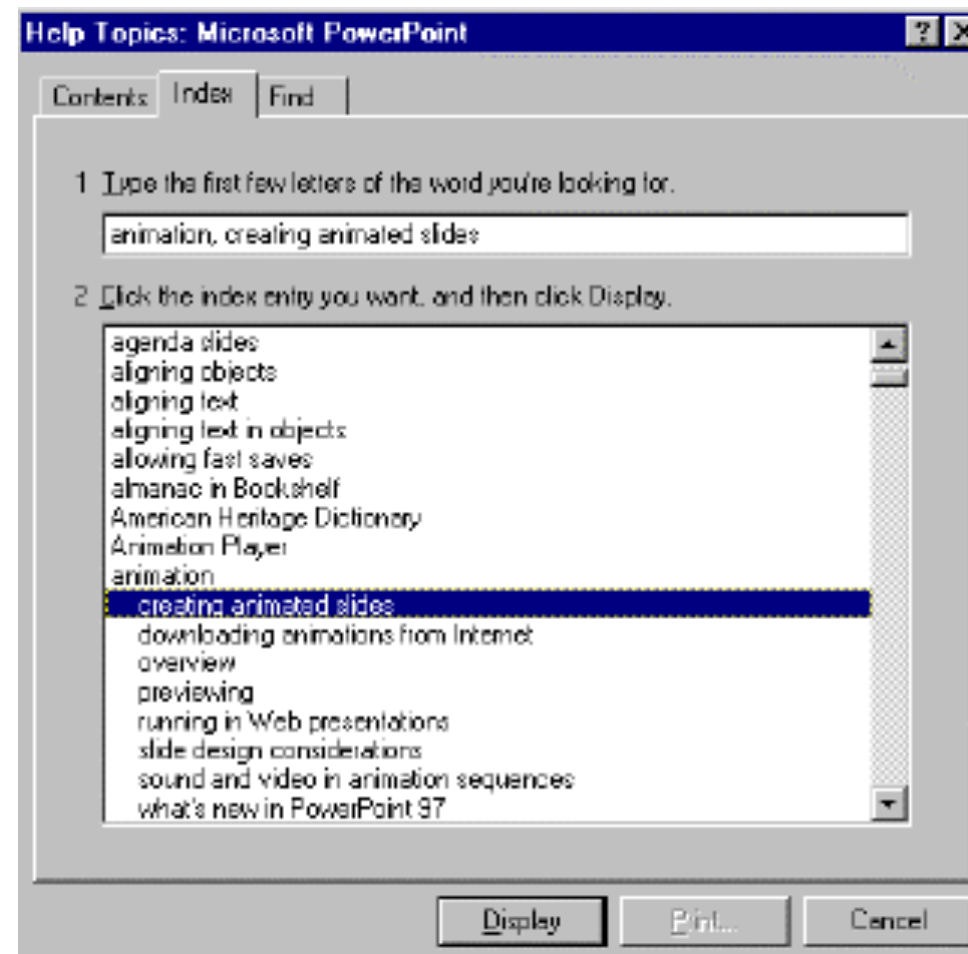 Help Topics: Microsoft PowerPoint
Contents Index Find
1 Type the first few letters of the word you're looking for.
animation, creating animated slides
2 Click the index entry you want, and then click Display.
agenda slides
aligning objects
aligning text
aligning text in objects
allowing fast saves
almanac in Bookshelf
American Heritage Dictionary
Animation Player
animation
creating animated slides
downloading animations from Internet
overview
previewing
running in Web presentations
slide design considerations
sound and video in animation sequences
what's new in PowerPoint 97
Display Print... Cancel